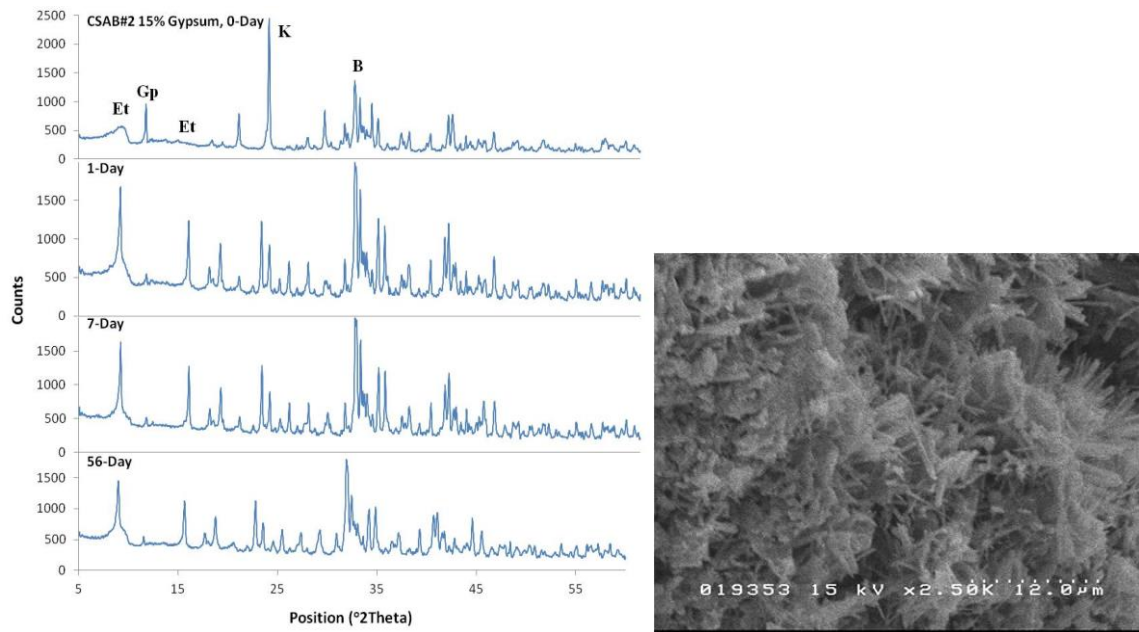 CSAB#2 15% Gypsum, 0-Day
K
B
Gp
Et
Et
2500
2000
1500
1000
500
0
1-Day
1500
1000
500
0
7-Day
1500
1000
500
0
56-Day
1500
1000
500
0
Counts
5 15 25 35 45 55
Position (°2Theta)
019353 15 kV x2.50K 12.0µm